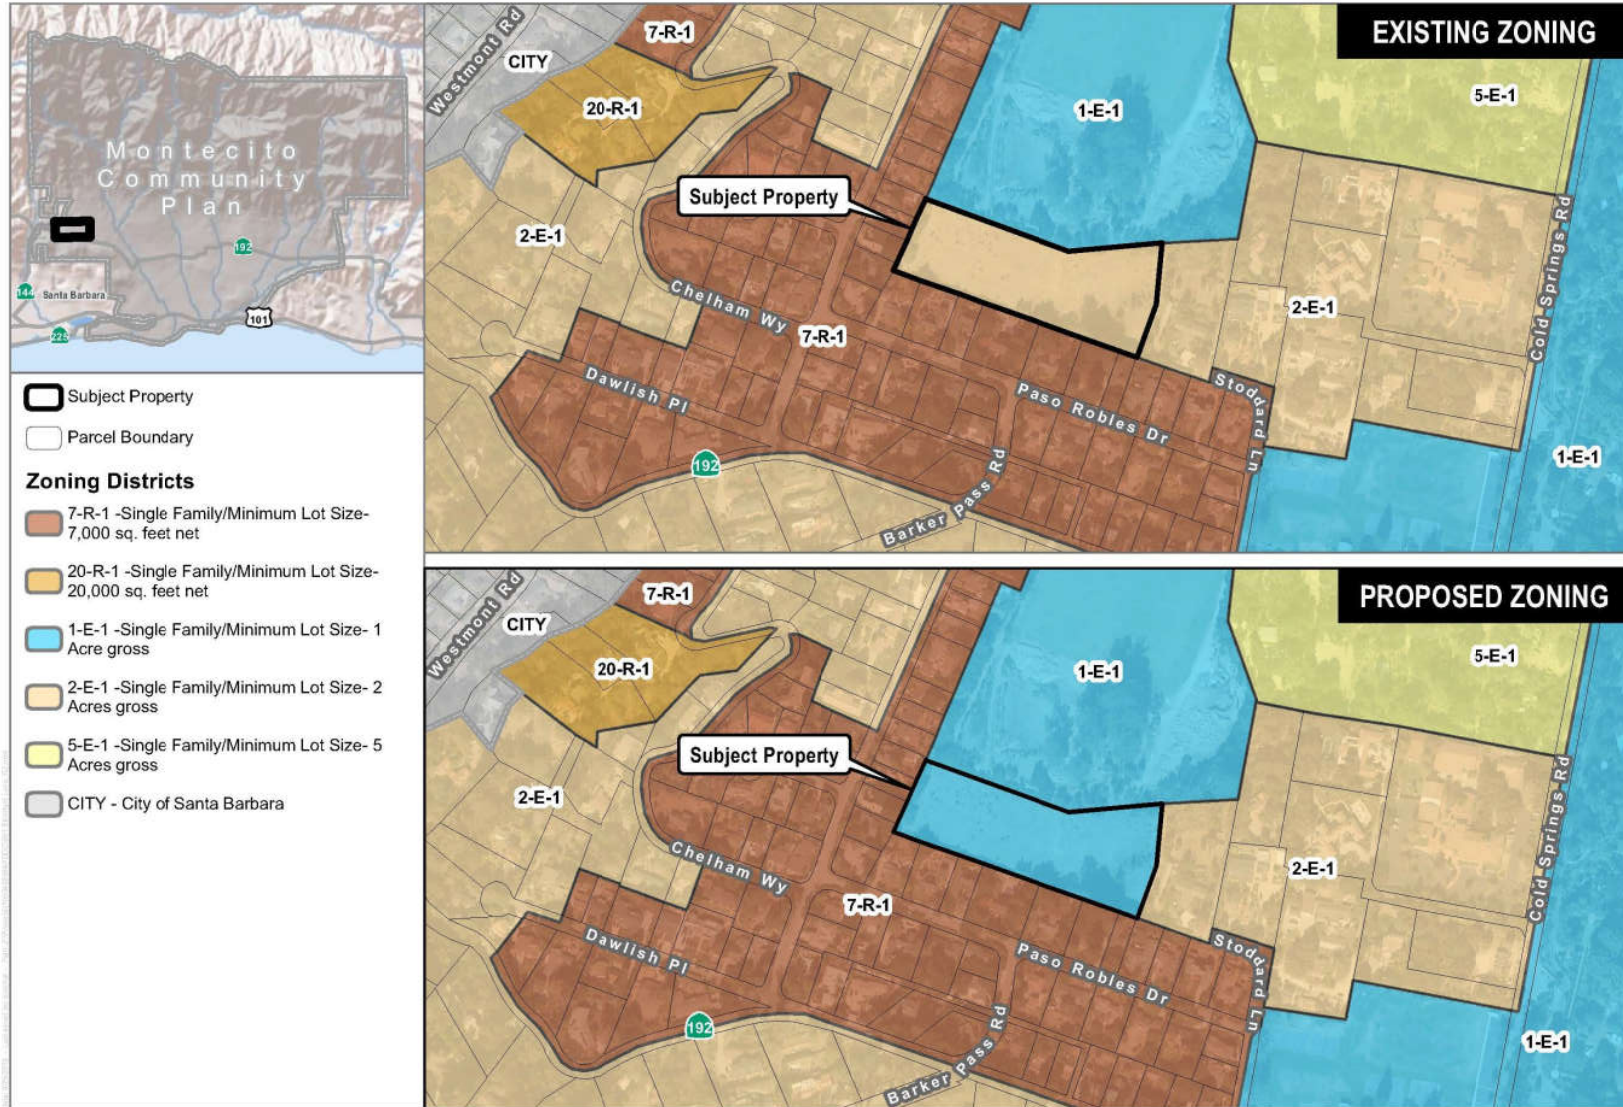 Montecito
Community
Plan
192
144
Santa Barbara
101
225
Subject Property
Parcel Boundary
Zoning Districts
7-R-1 -Single Family/Minimum Lot Size-
7,000 sq. feet net
20-R-1 -Single Family/Minimum Lot Size-
20,000 sq. feet net
1-E-1 -Single Family/Minimum Lot Size- 1
Acre gross
2-E-1 -Single Family/Minimum Lot Size- 2
Acres gross
5-E-1 -Single Family/Minimum Lot Size- 5
Acres gross
CITY - City of Santa Barbara
EXISTING ZONING
Westmont Rd
7-R-1
CITY
20-R-1
1-E-1
5-E-1
Subject Property
2-E-1
Cold Springs Rd
Chelham Wy
7-R-1
2-E-1
Dawlish Pl
Paso Robles Dr
Stoddard Ln
192
1-E-1
Barker Pass Rd
PROPOSED ZONING
Westmont Rd
7-R-1
CITY
20-R-1
1-E-1
5-E-1
Subject Property
2-E-1
Cold Springs Rd
Chelham Wy
7-R-1
2-E-1
Dawlish Pl
Paso Robles Dr
Stoddard Ln
192
1-E-1
Barker Pass Rd